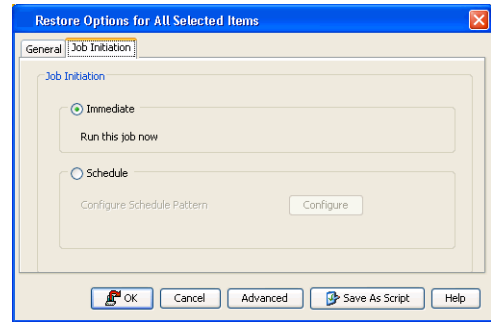 Restore Options for All Selected Items
General Job Initiation
Job Initiation
Immediate
Run this job now
Schedule
Configure Schedule Pattern Configure
OK Cancel Advanced Save As Script Help